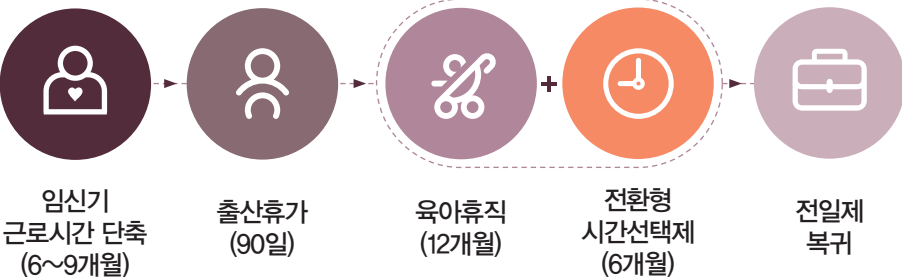 임신기
근로시간 단축
(6~9개월)
출산휴가
(90일)
육아휴직
(12개월)
전환형
시간선택제
(6개월)
전일제
복귀